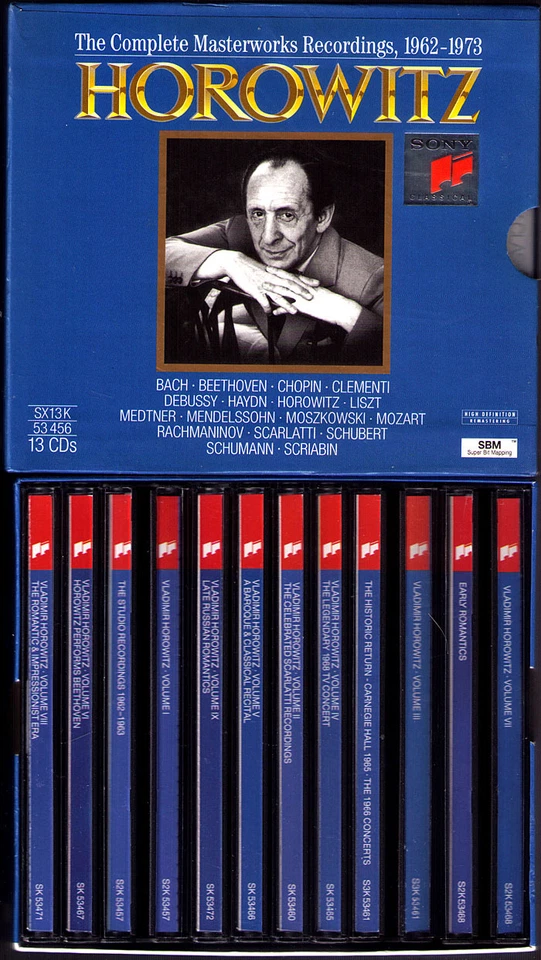 The Complete Masterworks Recordings, 1962-1973
HOROWITZ
SONY
CLASSICAL
BACH · BEETHOVEN · CHOPIN · CLEMENTI
DEBUSSY · HAYDN · HOROWITZ · LISZT
MEDTNER · MENDELSSOHN · MOSZKOWSKI · MOZART
RACHMANINOV · SCARLATTI · SCHUBERT
SCHUMANN · SCRIABIN
SX13K
53 456
13 CDs
HIGH DEFINITION
REMASTERING
SBM™
Super Bit Mapping
VLADIMIR HOROWITZ · VOLUME VIII
THE ROMANTIC & IMPRESSIONIST ERA
SK 53471
VLADIMIR HOROWITZ · VOLUME VI
HOROWITZ PERFORMS BEETHOVEN
SK 53467
THE STUDIO RECORDINGS 1962-1963
S2K 53457
VLADIMIR HOROWITZ · VOLUME I
S2K 53457
VLADIMIR HOROWITZ · VOLUME IX
LATE RUSSIAN ROMANTICS
SK 53472
VLADIMIR HOROWITZ · VOLUME V
A BAROQUE & CLASSICAL RECITAL
SK 53466
VLADIMIR HOROWITZ · VOLUME II
THE CELEBRATED SCARLATTI RECORDINGS
SK 53460
VLADIMIR HOROWITZ · VOLUME IV
THE LEGENDARY 1968 TV CONCERT
SK 53465
THE HISTORIC RETURN · CARNEGIE HALL 1965 · THE 1966 CONCERTS
S3K 53461
VLADIMIR HOROWITZ · VOLUME III
S3K 53461
EARLY ROMANTICS
S2K 53468
VLADIMIR HOROWITZ · VOLUME VII
S2K 53468